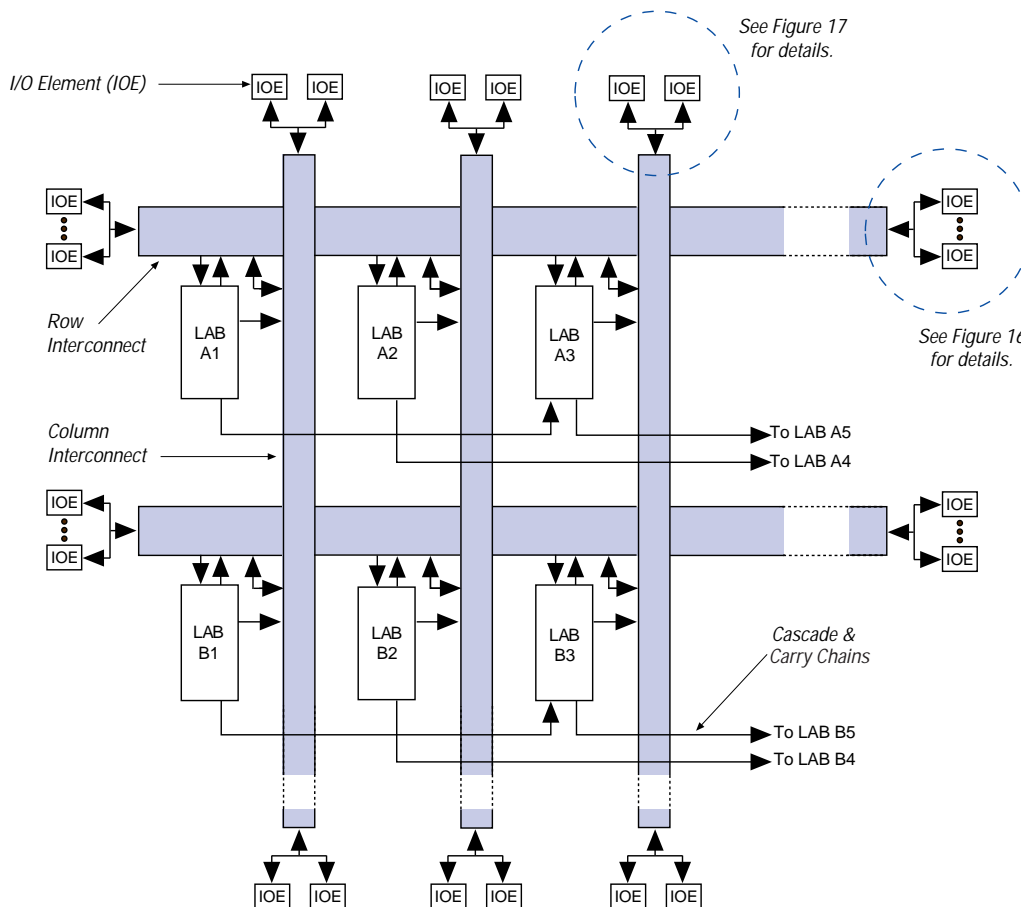 See Figure 17
for details.
I/O Element (IOE)
IOE IOE IOE IOE IOE IOE
IOE IOE
IOE IOE
Row
Interconnect
LAB
A1
LAB
A2
LAB
A3
See Figure 16
for details.
Column
Interconnect
To LAB A5
To LAB A4
IOE IOE
IOE IOE
LAB
B1
LAB
B2
LAB
B3
Cascade &
Carry Chains
To LAB B5
To LAB B4
IOE IOE IOE IOE IOE IOE